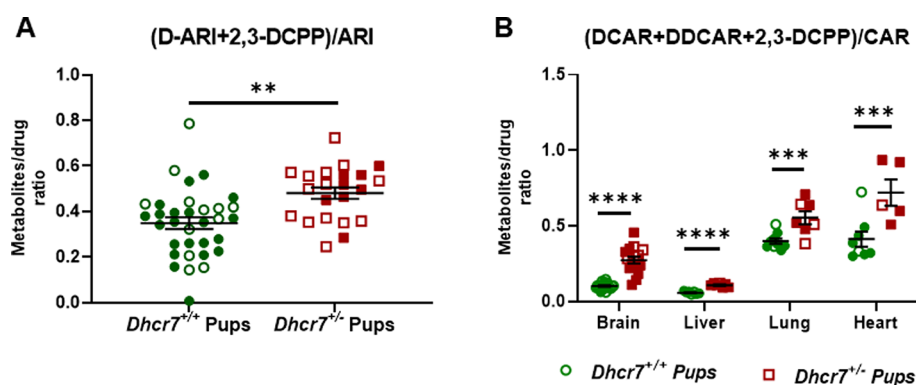 A
(D-ARI+2,3-DCPP)/ARI
Metabolites/drug
ratio
1.0
0.8
0.6
0.4
0.2
0.0
**
Dhcr7+/+ Pups
Dhcr7+/- Pups
B
(DCAR+DDCAR+2,3-DCPP)/CAR
Metabolites/drug
ratio
1.5
1.0
0.5
0.0
****
****
***
***
Brain
Liver
Lung
Heart
Dhcr7+/+ Pups
Dhcr7+/- Pups